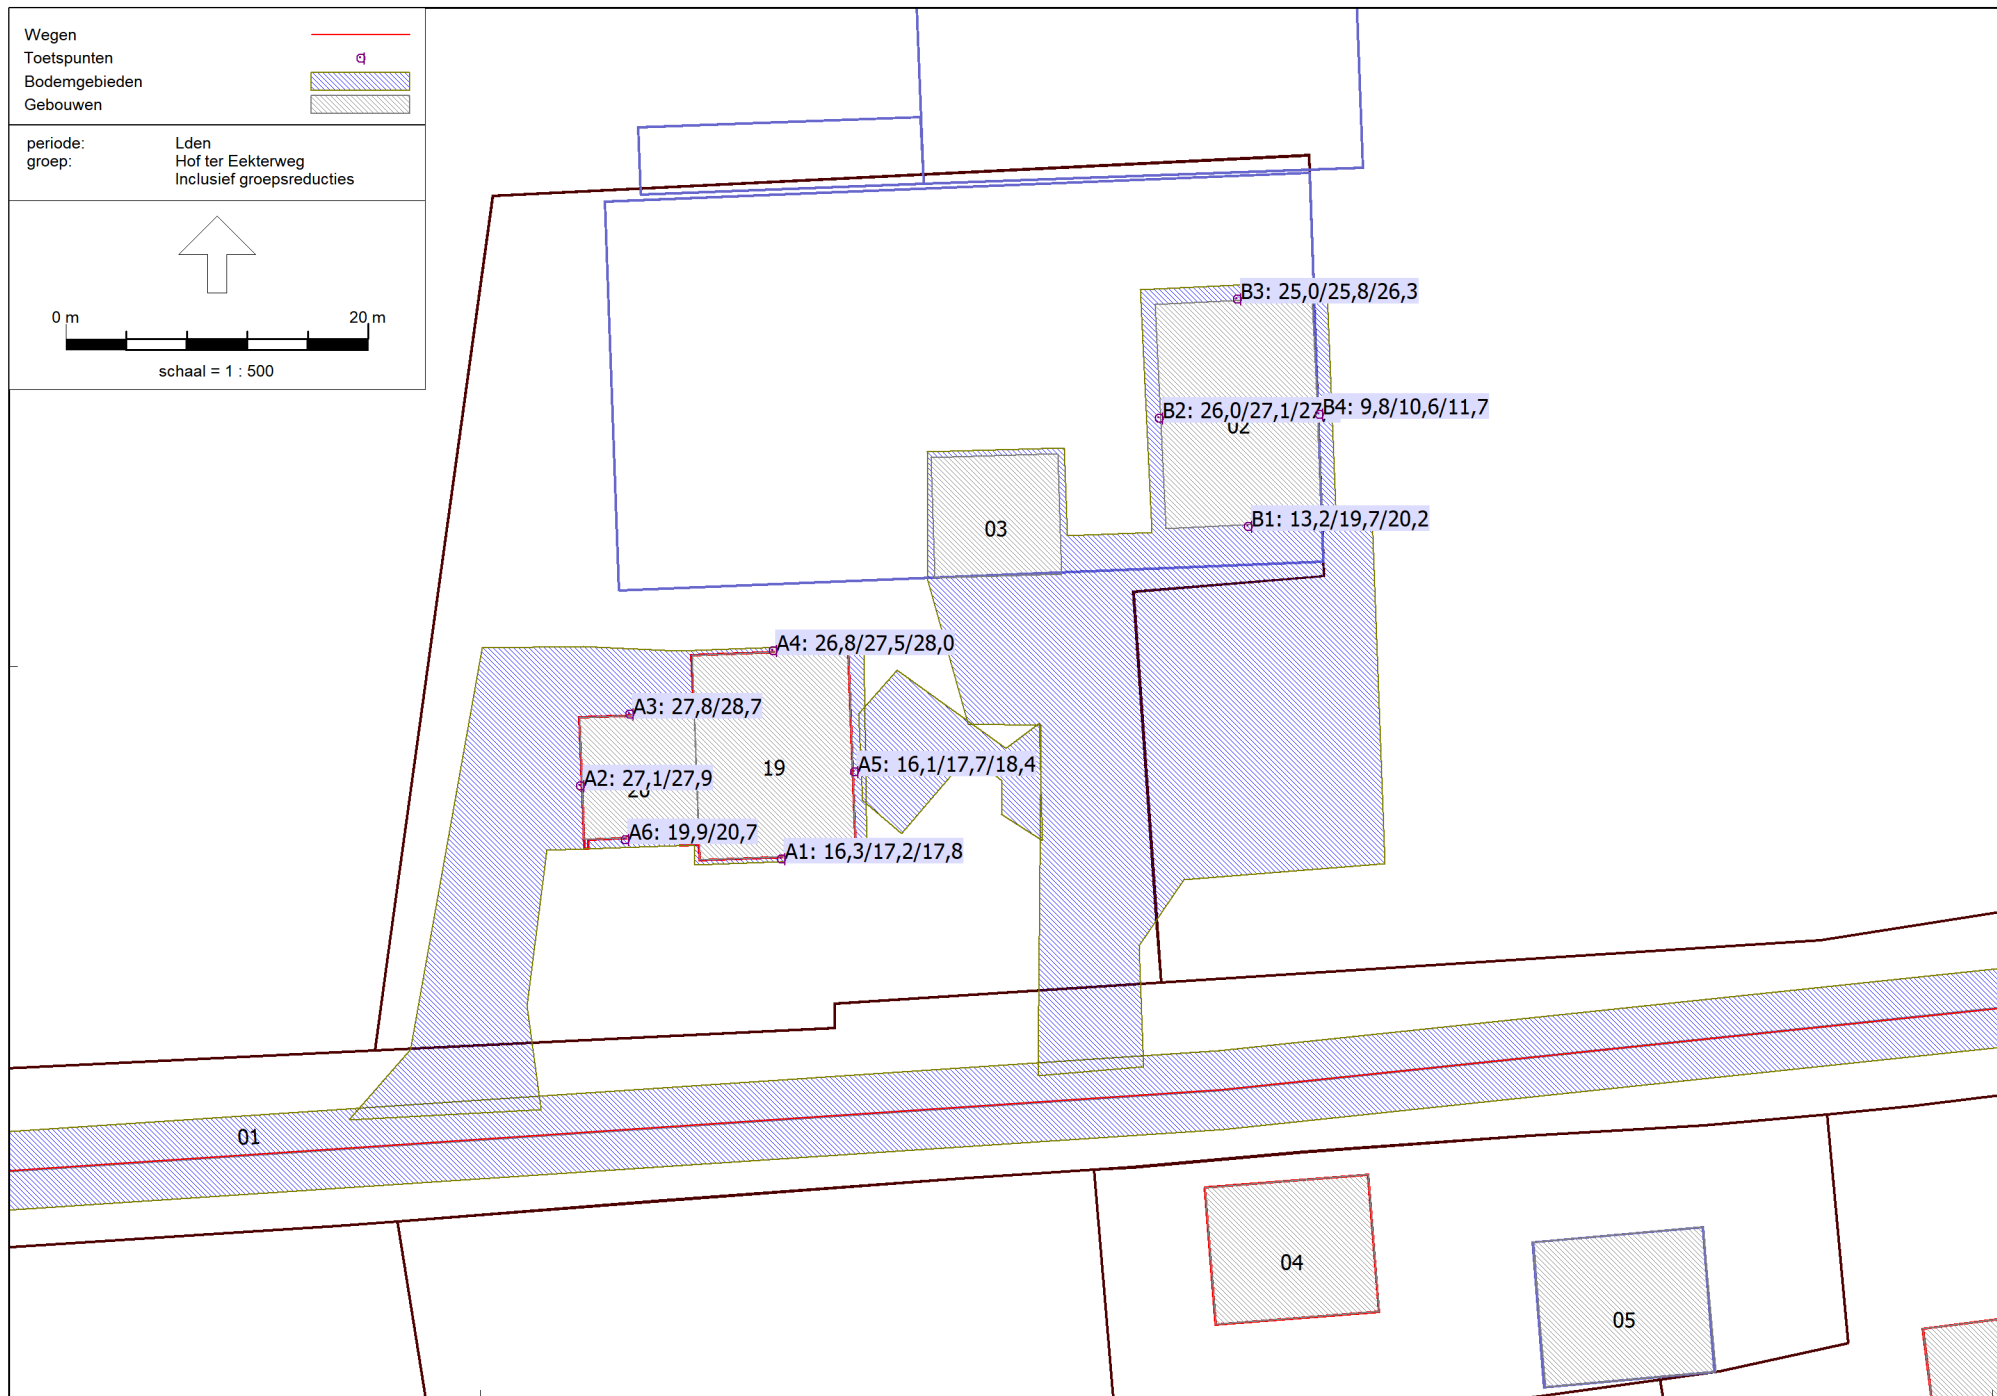 Wegen
Toetspunten
Bodemgebieden
Gebouwen
periode: Lden
groep: Hof ter Eekterweg
Inclusief groepsreducties
0 m 20 m
schaal = 1 : 500
B3: 25,0/25,8/26,3
B2: 26,0/27,1/27
B4: 9,8/10,6/11,7
02
B1: 13,2/19,7/20,2
03
A4: 26,8/27,5/28,0
A3: 27,8/28,7
19
A5: 16,1/17,7/18,4
A2: 27,1/27,9
20
A6: 19,9/20,7
A1: 16,3/17,2/17,8
01
04
05